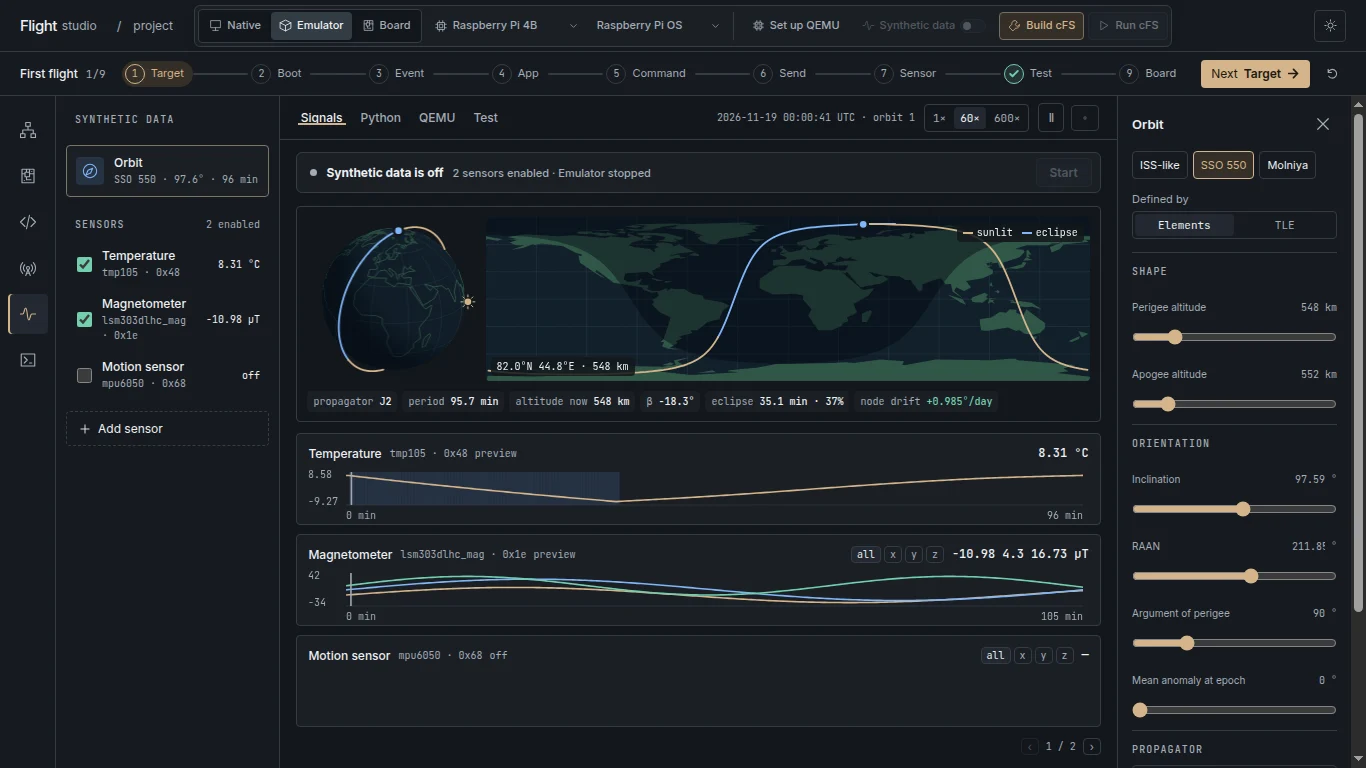 Flight studio / project Native Emulator Board Raspberry Pi 4B Raspberry Pi OS Set up QEMU Synthetic data Build cFS Run cFS
First flight 1/9 1 Target 2 Boot 3 Event 4 App 5 Command 6 Send 7 Sensor Test 9 Board Next Target →
SYNTHETIC DATA
Orbit
SSO 550 · 97.6° · 96 min
SENSORS 2 enabled
Temperature
tmp105 · 0x48
8.31 °C
Magnetometer
lsm303dlhc_mag
· 0x1e
-10.98 µT
Motion sensor
mpu6050 · 0x68
off
+ Add sensor
Signals Python QEMU Test 2026-11-19 00:00:41 UTC · orbit 1 1× 60× 600×
Synthetic data is off 2 sensors enabled · Emulator stopped Start
sunlit eclipse
82.0°N 44.8°E · 548 km
propagator J2 period 95.7 min altitude now 548 km β -18.3° eclipse 35.1 min · 37% node drift +0.985°/day
Temperature tmp105 · 0x48 preview 8.31 °C
8.58
-9.27
0 min 96 min
Magnetometer lsm303dlhc_mag · 0x1e preview all x y z -10.98 4.3 16.73 µT
42
-34
0 min 105 min
Motion sensor mpu6050 · 0x68 off all x y z —
‹ 1 / 2 ›
Orbit
ISS-like SSO 550 Molniya
Defined by
Elements TLE
SHAPE
Perigee altitude 548 km
Apogee altitude 552 km
ORIENTATION
Inclination 97.59 °
RAAN 211.85 °
Argument of perigee 90 °
Mean anomaly at epoch 0 °
PROPAGATOR